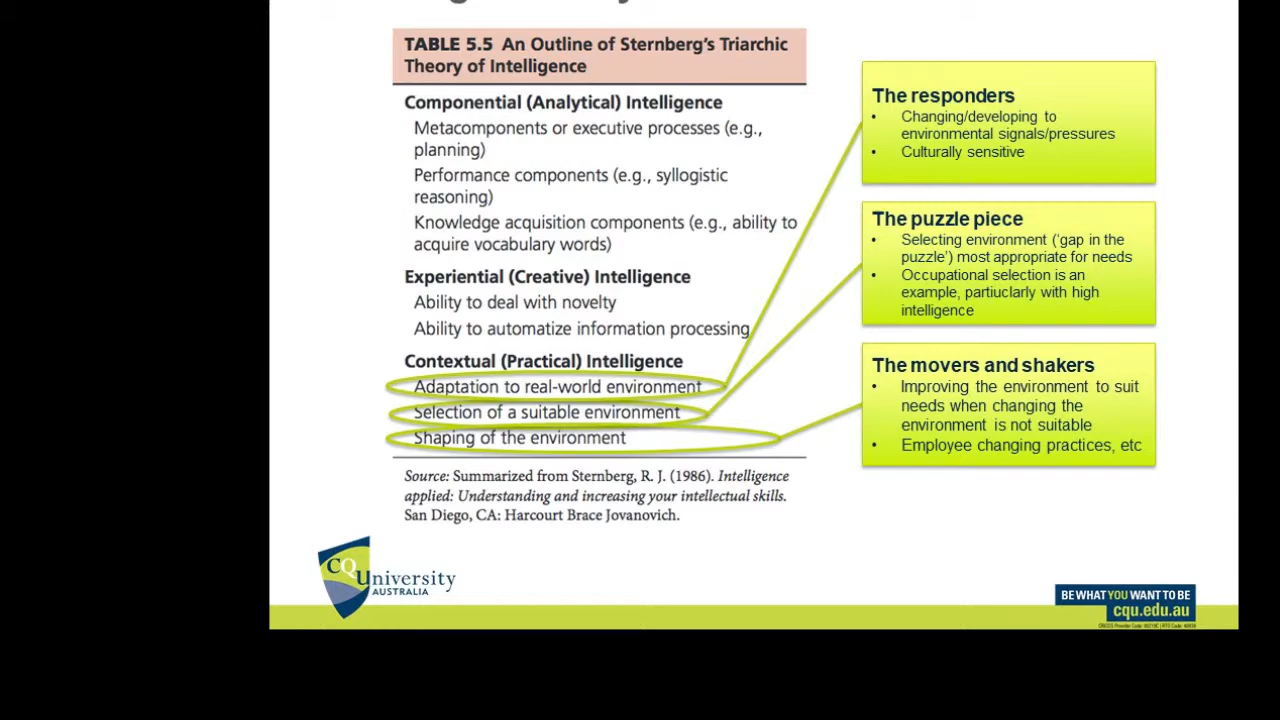 TABLE 5.5 An Outline of Sternberg's Triarchic
Theory of Intelligence
Componential (Analytical) Intelligence
Metacomponents or executive processes (e.g.,
planning)
Performance components (e.g., syllogistic
reasoning)
Knowledge acquisition components (e.g., ability to
acquire vocabulary words)
Experiential (Creative) Intelligence
Ability to deal with novelty
Ability to automatize information processing
Contextual (Practical) Intelligence
Adaptation to real-world environment
Selection of a suitable environment
Shaping of the environment
Source: Summarized from Sternberg, R. J. (1986). Intelligence
applied: Understanding and increasing your intellectual skills.
San Diego, CA: Harcourt Brace Jovanovich.
The responders
• Changing/developing to
environmental signals/pressures
• Culturally sensitive
The puzzle piece
• Selecting environment ('gap in the
puzzle') most appropriate for needs
• Occupational selection is an
example, partiuclarly with high
intelligence
The movers and shakers
• Improving the environment to suit
needs when changing the
environment is not suitable
• Employee changing practices, etc
CQUniversity
AUSTRALIA
BE WHAT YOU WANT TO BE
cqu.edu.au